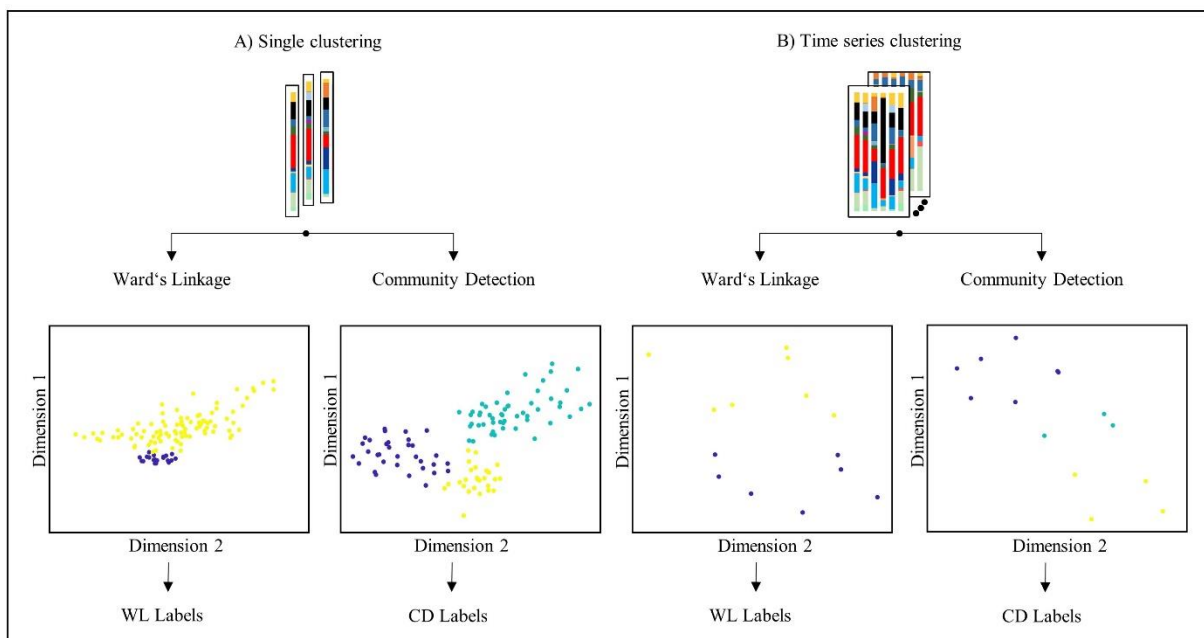 A) Single clustering
B) Time series clustering
Ward‘s Linkage
Community Detection
Ward‘s Linkage
Community Detection
Dimension 1
Dimension 2
Dimension 1
Dimension 2
Dimension 1
Dimension 2
Dimension 1
Dimension 2
WL Labels
CD Labels
WL Labels
CD Labels